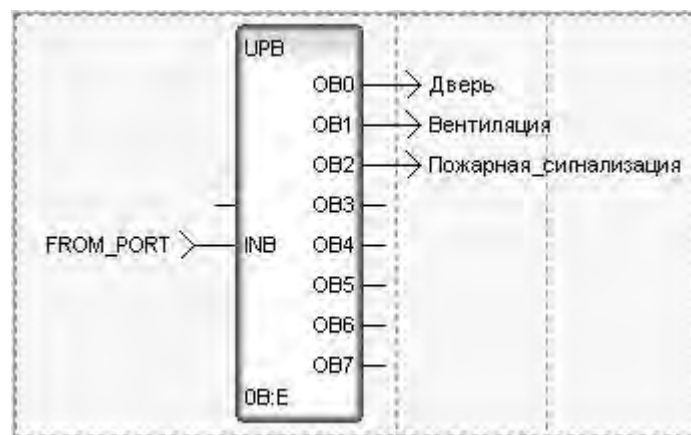 UPB
OB0 Дверь
OB1 Вентиляция
OB2 Пожарная_сигнализация
OB3
FROM_PORT INB OB4
OB5
OB6
OB7
0B:E